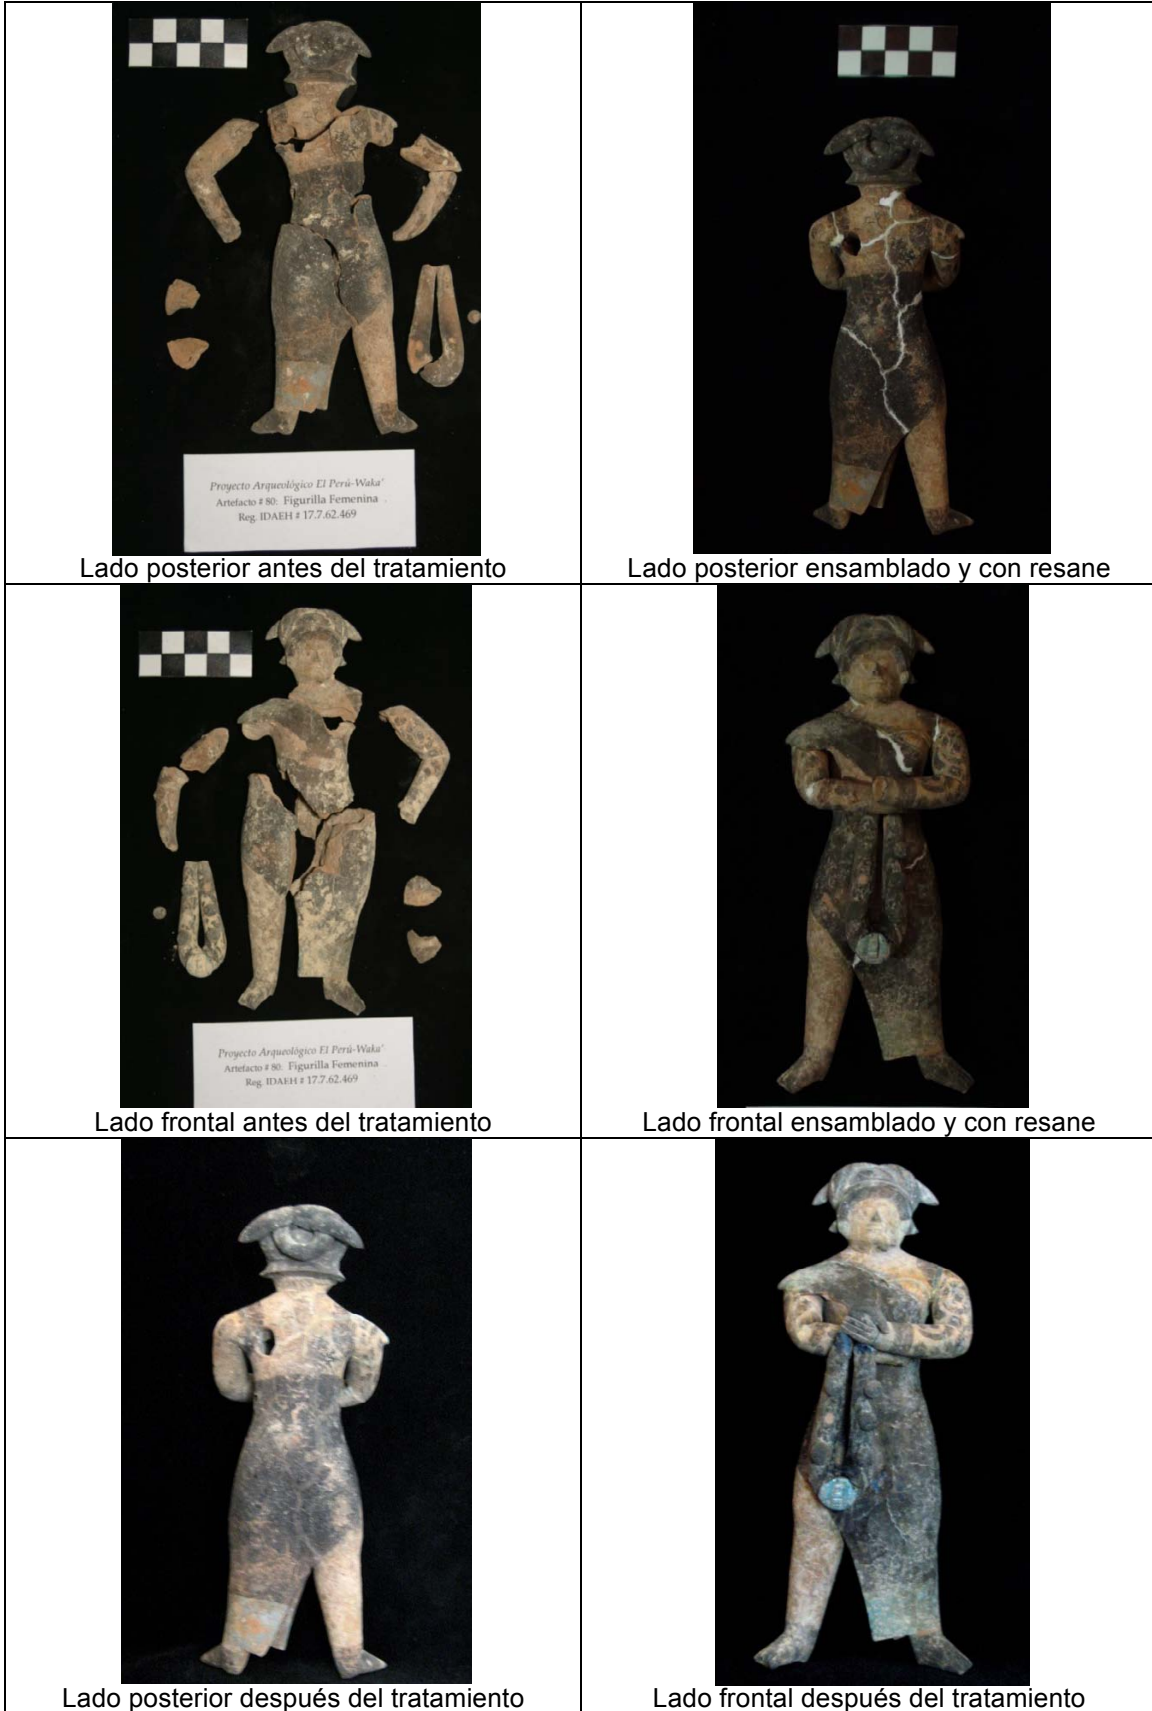 Proyecto Arqueológico El Perú-Waka'
Artefacto # 80: Figurilla Femenina .
Reg. IDAEH # 17.7.62.469
Lado posterior antes del tratamiento
Lado posterior ensamblado y con resane
Proyecto Arqueológico El Perú-Waka'
Artefacto # 80: Figurilla Femenina .
Reg. IDAEH # 17.7.62.469
Lado frontal antes del tratamiento
Lado frontal ensamblado y con resane
Lado posterior después del tratamiento
Lado frontal después del tratamiento